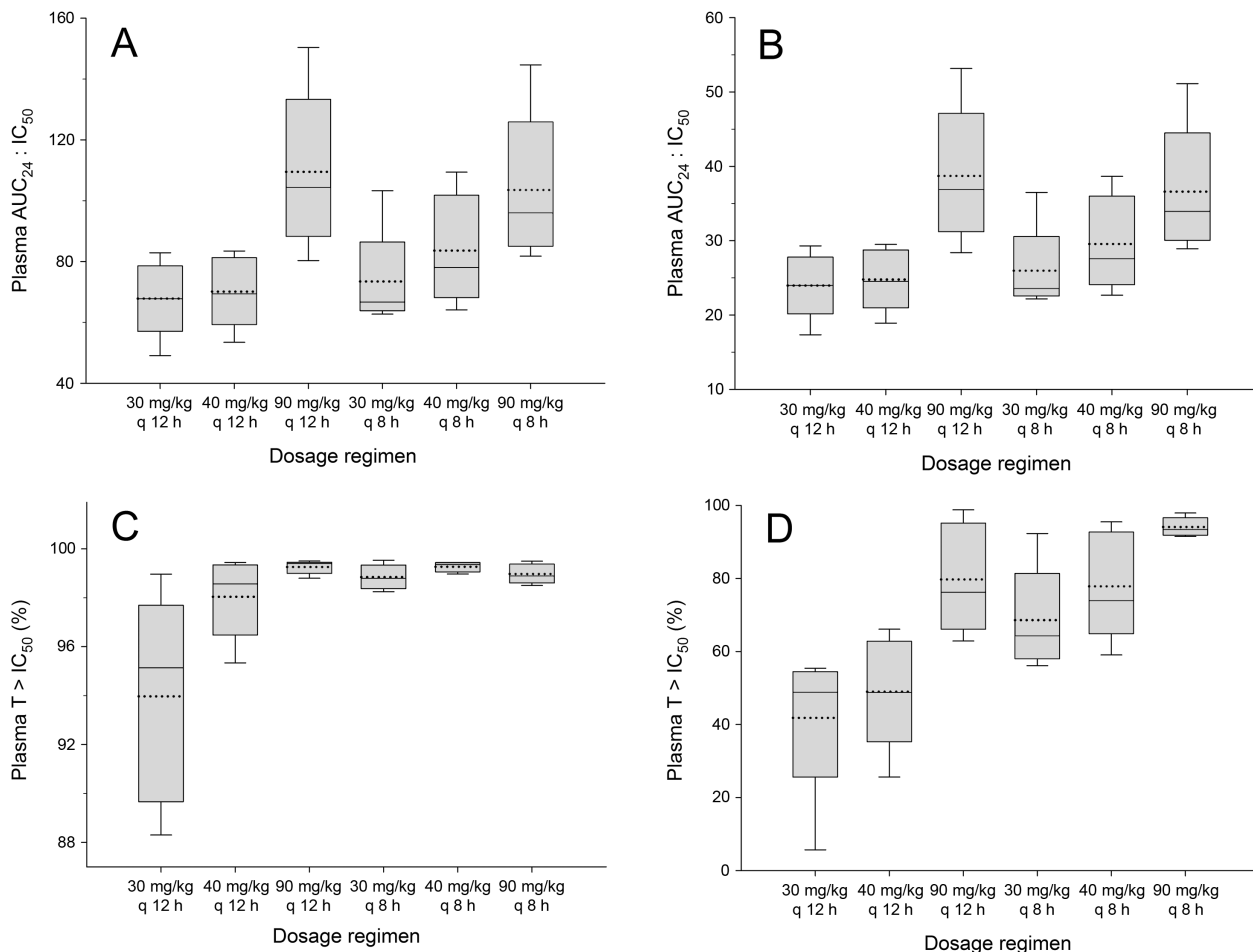 A
Plasma AUC24 : IC50
160
120
80
40
30 mg/kg 40 mg/kg 90 mg/kg 30 mg/kg 40 mg/kg 90 mg/kg
q 12 h q 12 h q 12 h q 8 h q 8 h q 8 h
Dosage regimen
B
Plasma AUC24 : IC50
60
50
40
30
20
10
30 mg/kg 40 mg/kg 90 mg/kg 30 mg/kg 40 mg/kg 90 mg/kg
q 12 h q 12 h q 12 h q 8 h q 8 h q 8 h
Dosage regimen
C
Plasma T > IC50 (%)
100
96
92
88
30 mg/kg 40 mg/kg 90 mg/kg 30 mg/kg 40 mg/kg 90 mg/kg
q 12 h q 12 h q 12 h q 8 h q 8 h q 8 h
Dosage regimen
D
Plasma T > IC50 (%)
100
80
60
40
20
0
30 mg/kg 40 mg/kg 90 mg/kg 30 mg/kg 40 mg/kg 90 mg/kg
q 12 h q 12 h q 12 h q 8 h q 8 h q 8 h
Dosage regimen